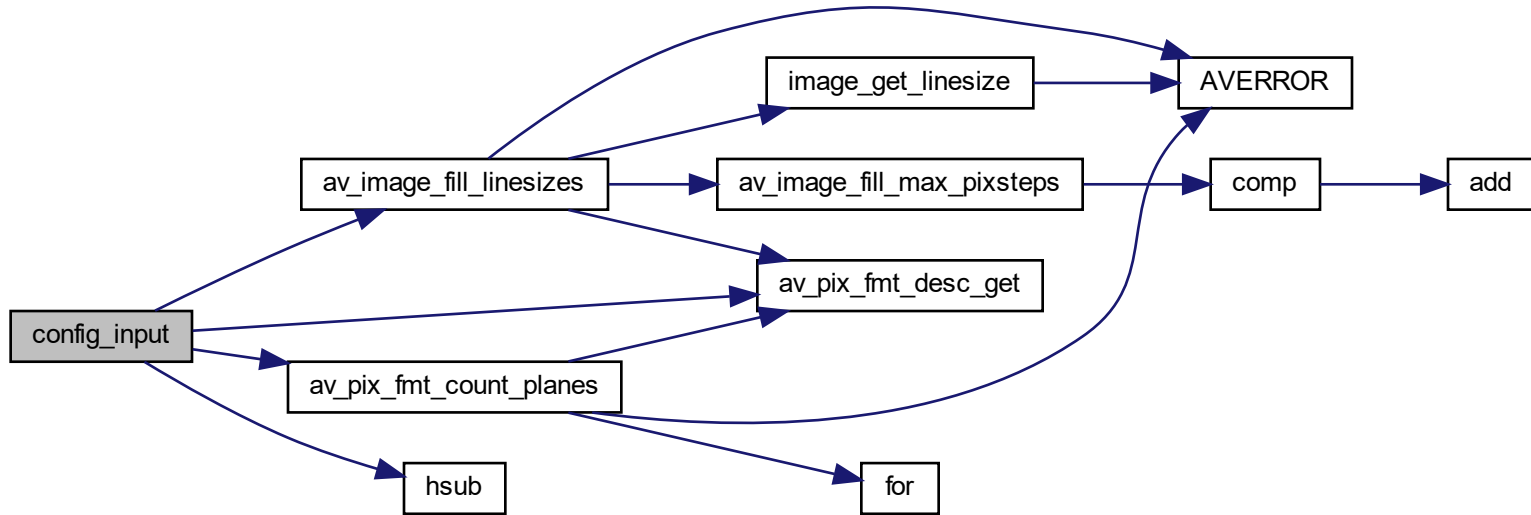 image_get_linesize
AVERROR
av_image_fill_linesizes
av_image_fill_max_pixsteps
comp
add
av_pix_fmt_desc_get
config_input
av_pix_fmt_count_planes
hsub
for